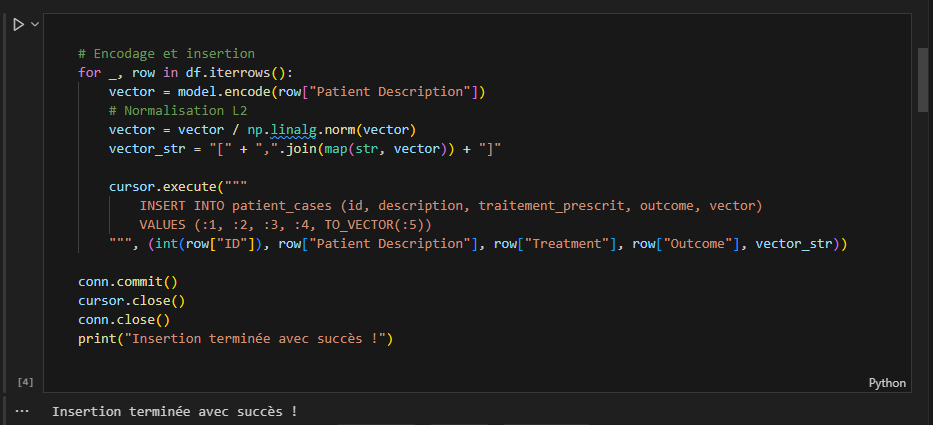 # Encodage et insertion
for _, row in df.iterrows():
    vector = model.encode(row["Patient Description"])
    # Normalisation L2
    vector = vector / np.linalg.norm(vector)
    vector_str = "[" + ",".join(map(str, vector)) + "]"
    cursor.execute("""
        INSERT INTO patient_cases (id, description, traitement_prescrit, outcome, vector)
        VALUES (:1, :2, :3, :4, TO_VECTOR(:5))
    """, (int(row["ID"]), row["Patient Description"], row["Treatment"], row["Outcome"], vector_str))
conn.commit()
cursor.close()
conn.close()
print("Insertion terminée avec succès !")
[4]
Python
... Insertion terminée avec succès !